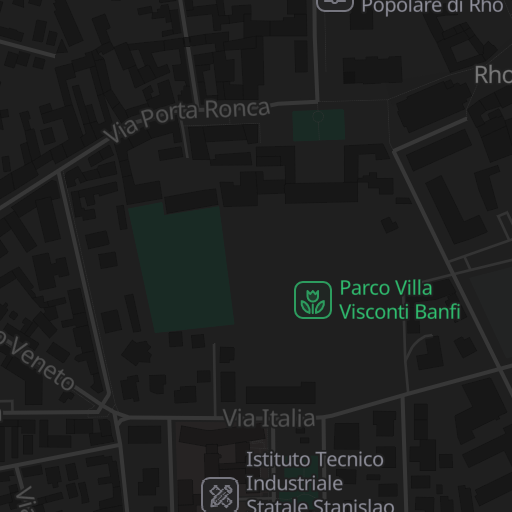 Popolare di Rho
Rho
Via Porta Ronca
Parco Villa
Visconti Banfi
Veneto
Via Italia
Istituto Tecnico
Industriale
Statale Stanislao
Via